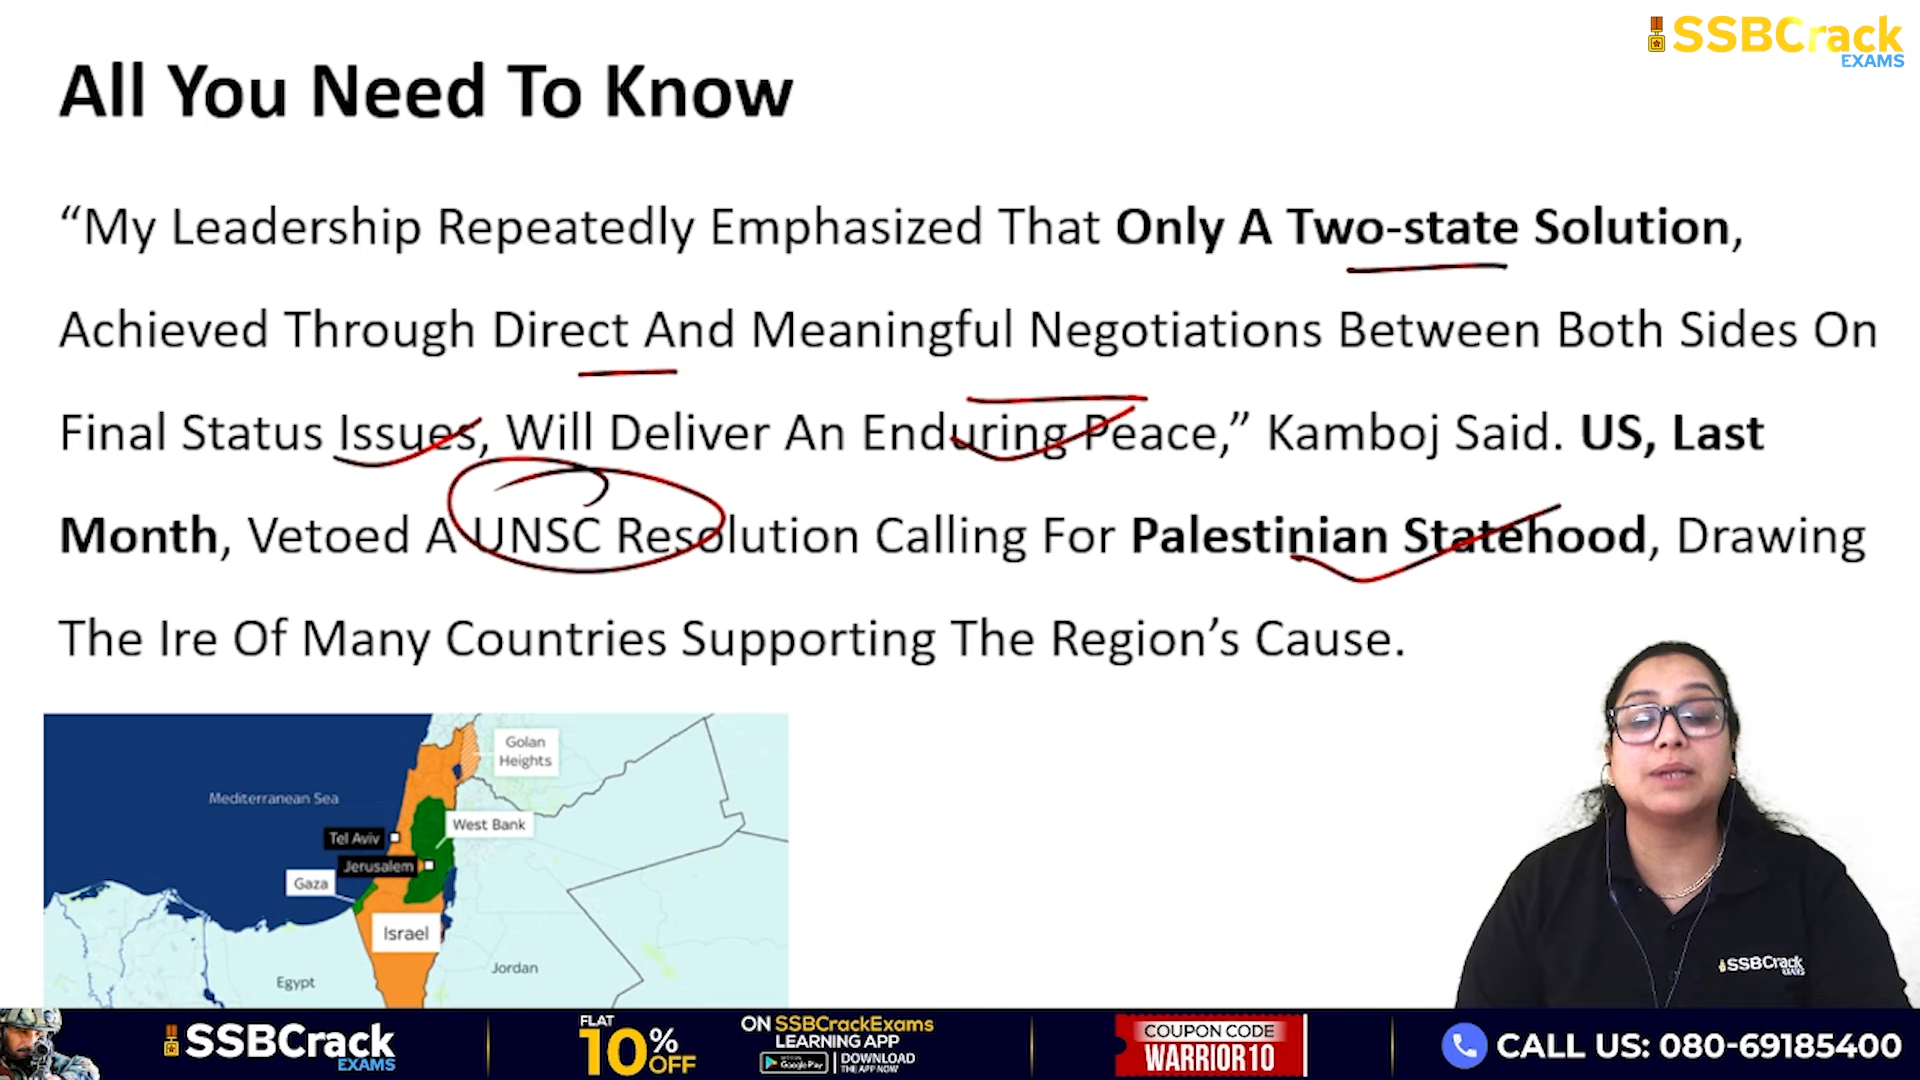 SSBCrack
EXAMS
All You Need To Know
“My Leadership Repeatedly Emphasized That Only A Two-state Solution,
Achieved Through Direct And Meaningful Negotiations Between Both Sides On
Final Status Issues, Will Deliver An Enduring Peace,” Kamboj Said. US, Last
Month, Vetoed A UNSC Resolution Calling For Palestinian Statehood, Drawing
The Ire Of Many Countries Supporting The Region’s Cause.
Golan
Heights
Mediterranean Sea
West Bank
Tel Aviv
Jerusalem
Gaza
Israel
Jordan
Egypt
SSBCrack
EXAMS
SSBCrack
EXAMS
FLAT
10% OFF
ON SSBCrackExams
LEARNING APP
Google Play
DOWNLOAD
THE APP NOW
COUPON CODE
WARRIOR10
CALL US: 080-69185400